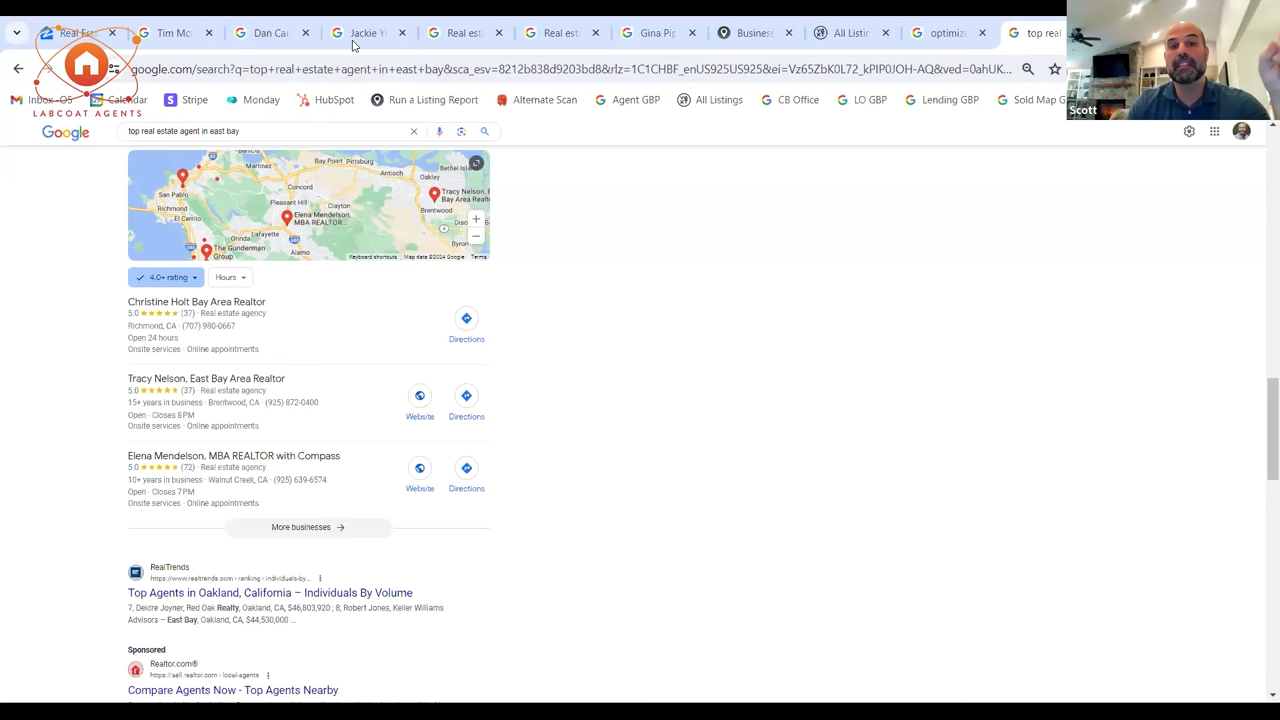 Real Est
Tim Mc
Dan Car
Jackie Y
Real est
Real esta
Gina Pip
Business
All Listin
optimize
top real
google.com/search?q=top+real+estate+agent+in+east+bay&sca_esv=8212b83829203bd8&rlz=1C1CHBF_enUS925US925&ei=Vz65ZbK0L72_kPIP0JOH-AQ&ved=0ahUK...
Inbox
Calendar
Stripe
Monday
HubSpot
Run a Listing Report
Alternate Scan
Agent GBP
All Listings
CB Office
LO GBP
Lending GBP
Sold Map G
Scott
LABCOAT AGENTS
Google
top real estate agent in east bay
Bethel Island
Martinez
Bay Point Pittsburg
Antioch
Oakley
San Pablo
Concord
Tracy Nelson, E
Bay Area Realt
Richmond
Pleasant Hill
Clayton
Brentwood
El Cerrito
Elena Mendelson,
MBA REALTOR...
Orinda
Lafayette
The Gunderman
Group
Alamo
Byron
Keyboard shortcuts
Map data ©2024 Google
Terms
4.0+ rating
Hours
Christine Holt Bay Area Realtor
5.0 ★★★★★ (37) · Real estate agency
Richmond, CA · (707) 980-0667
Open 24 hours
Onsite services · Online appointments
Directions
Tracy Nelson, East Bay Area Realtor
5.0 ★★★★★ (37) · Real estate agency
15+ years in business · Brentwood, CA · (925) 872-0400
Open · Closes 8 PM
Onsite services · Online appointments
Website
Directions
Elena Mendelson, MBA REALTOR with Compass
5.0 ★★★★★ (72) · Real estate agency
10+ years in business · Walnut Creek, CA · (925) 639-6574
Open · Closes 7 PM
Onsite services · Online appointments
Website
Directions
More businesses
RealTrends
https://www.realtrends.com › ranking › individuals-by...
Top Agents in Oakland, California – Individuals By Volume
7, Deidre Joyner, Red Oak Realty, Oakland, CA, $46,803,920 ; 8, Robert Jones, Keller Williams
Advisors – East Bay, Oakland, CA, $44,530,000 ...
Sponsored
Realtor.com®
https://sell.realtor.com › local-agents
Compare Agents Now - Top Agents Nearby